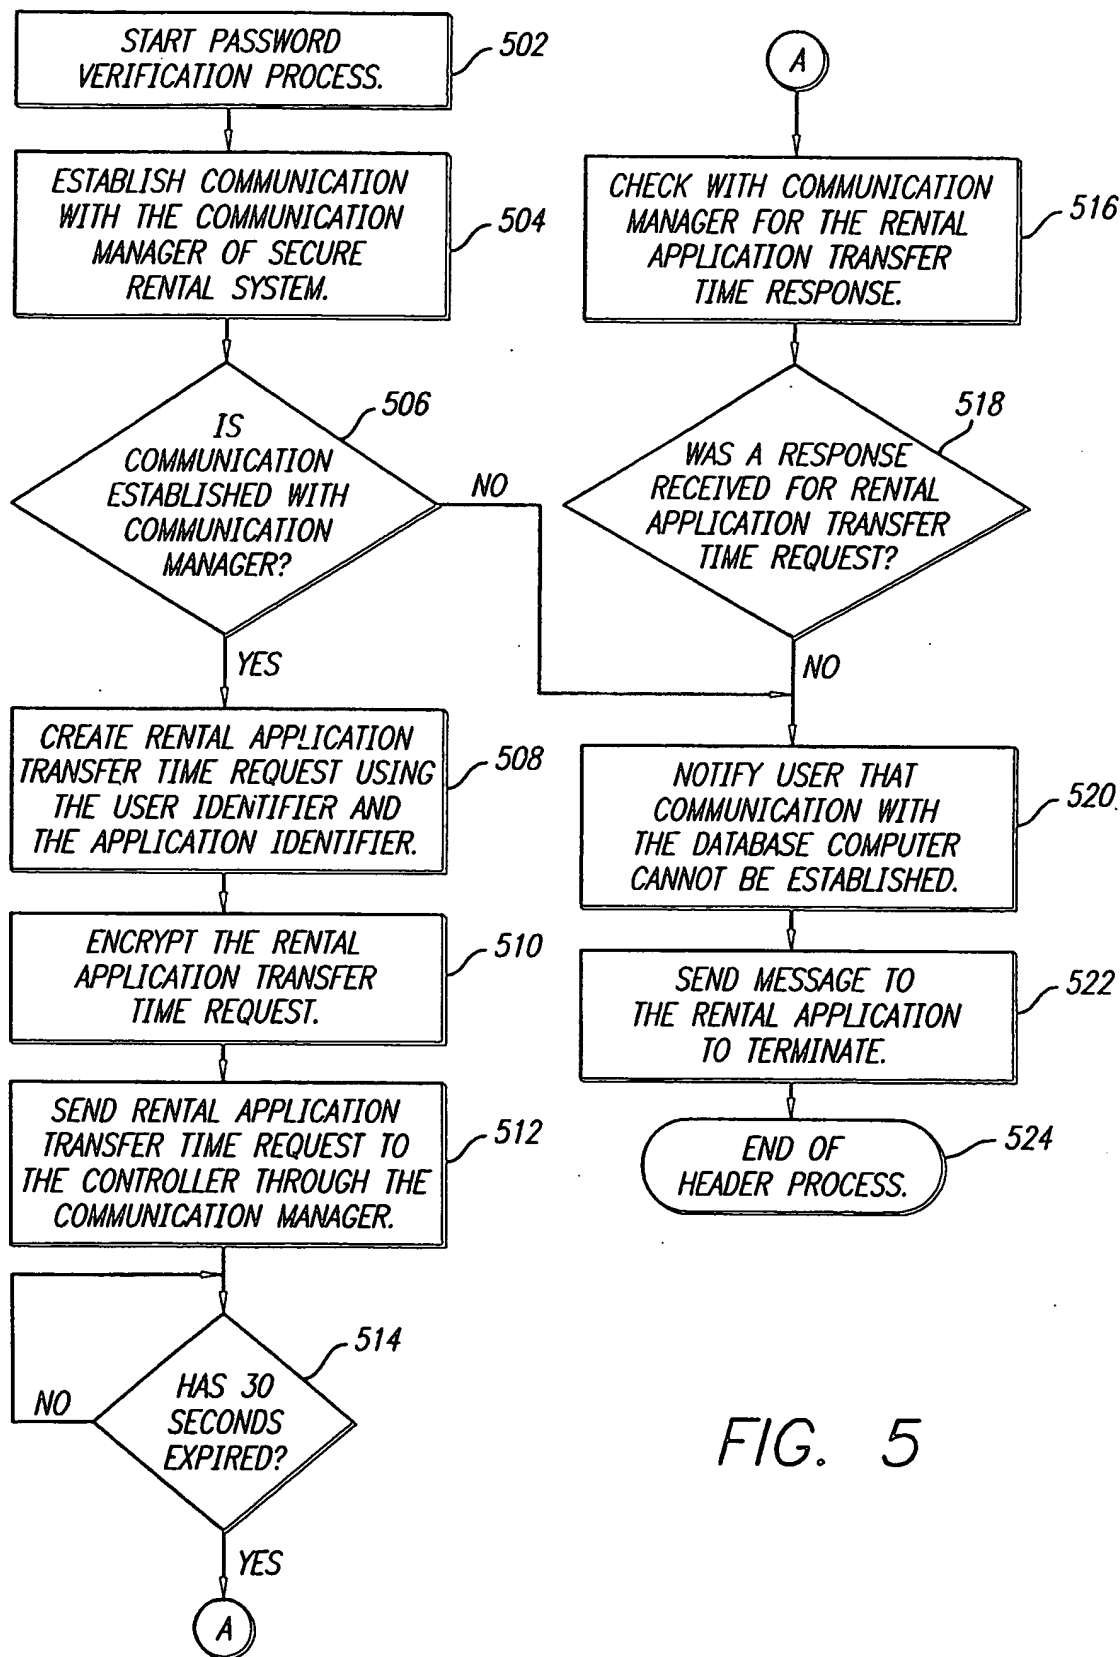 START PASSWORD
VERIFICATION PROCESS.
502
ESTABLISH COMMUNICATION
WITH THE COMMUNICATION
MANAGER OF SECURE
RENTAL SYSTEM.
504
IS
COMMUNICATION
ESTABLISHED WITH
COMMUNICATION
MANAGER?
506
NO
YES
CREATE RENTAL APPLICATION
TRANSFER TIME REQUEST USING
THE USER IDENTIFIER AND
THE APPLICATION IDENTIFIER.
508
ENCRYPT THE RENTAL
APPLICATION TRANSFER
TIME REQUEST.
510
SEND RENTAL APPLICATION
TRANSFER TIME REQUEST TO
THE CONTROLLER THROUGH THE
COMMUNICATION MANAGER.
512
HAS 30
SECONDS
EXPIRED?
514
NO
YES
A
A
CHECK WITH COMMUNICATION
MANAGER FOR THE RENTAL
APPLICATION TRANSFER
TIME RESPONSE.
516
WAS A RESPONSE
RECEIVED FOR RENTAL
APPLICATION TRANSFER
TIME REQUEST?
518
NO
NOTIFY USER THAT
COMMUNICATION WITH
THE DATABASE COMPUTER
CANNOT BE ESTABLISHED.
520
SEND MESSAGE TO
THE RENTAL APPLICATION
TO TERMINATE.
522
END OF
HEADER PROCESS.
524
FIG. 5